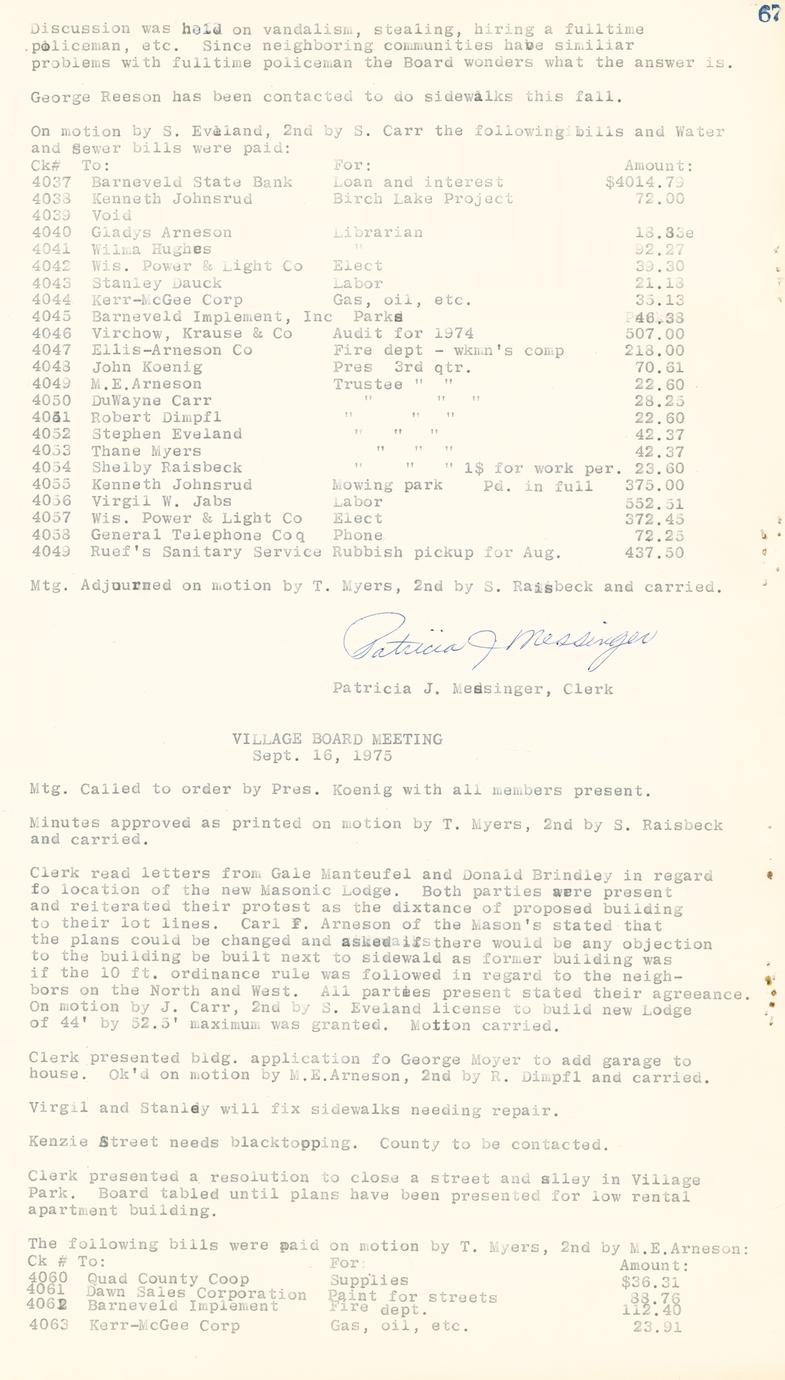 67
Discussion was held on vandalism, stealing, hiring a fulltime
policeman, etc. Since neighboring communities habe similiar
problems with fulltime policeman the Board wonders what the answer is.
George Reeson has been contacted to do sidewalks this fall.
On motion by S. Eveland, 2nd by S. Carr the following bills and Water
and Sewer bills were paid:
Ck# To: For: Amount:
4037 Barneveld State Bank Loan and interest $4014.79
4038 Kenneth Johnsrud Birch Lake Project 72.00
4039 Void
4040 Gladys Arneson Librarian 18.83e
4041 Wilma Hughes " 92.27
4042 Wis. Power & Light Co Elect 39.30
4043 Stanley Dauck Labor 21.18
4044 Kerr-McGee Corp Gas, oil, etc. 35.13
4045 Barneveld Implement, Inc Parks 46.38
4046 Virchow, Krause & Co Audit for 1974 507.00
4047 Ellis-Arneson Co Fire dept - wkmn's comp 218.00
4048 John Koenig Pres 3rd qtr. 70.61
4049 M.E.Arneson Trustee " " 22.60
4050 DuWayne Carr " " " 28.25
4051 Robert Dimpfl " " " 22.60
4052 Stephen Eveland " " " 42.37
4053 Thane Myers " " " 42.37
4054 Shelby Raisbeck " " " 1$ for work per. 23.60
4055 Kenneth Johnsrud Mowing park Pd. in full 375.00
4056 Virgil W. Jabs Labor 552.51
4057 Wis. Power & Light Co Elect 372.45
4058 General Telephone Coq Phone 72.25
4049 Ruef's Sanitary Service Rubbish pickup for Aug. 437.50
Mtg. Adjourned on motion by T. Myers, 2nd by S. Raisbeck and carried.
Patricia J Messinger
Patricia J. Messinger, Clerk
VILLAGE BOARD MEETING
Sept. 16, 1975
Mtg. Called to order by Pres. Koenig with all members present.
Minutes approved as printed on motion by T. Myers, 2nd by S. Raisbeck
and carried.
Clerk read letters from Gale Manteufel and Donald Brindley in regard
fo location of the new Masonic Lodge. Both parties were present
and reiterated their protest as the dixtance of proposed building
to their lot lines. Carl F. Arneson of the Mason's stated that
the plans could be changed and asked if there would be any objection
to the building be built next to sidewald as former building was
if the 10 ft. ordinance rule was followed in regard to the neigh-
bors on the North and West. All parties present stated their agreeance.
On motion by J. Carr, 2nd by S. Eveland license to build new Lodge
of 44' by 52.5' maximum was granted. Motton carried.
Clerk presented bldg. application fo George Moyer to add garage to
house. Ok'd on motion by M.E.Arneson, 2nd by R. Dimpfl and carried.
Virgil and Stanley will fix sidewalks needing repair.
Kenzie Street needs blacktopping. County to be contacted.
Clerk presented a resolution to close a street and alley in Village
Park. Board tabled until plans have been presented for low rental
apartment building.
The following bills were paid on motion by T. Myers, 2nd by M.E.Arneson:
Ck # To: For: Amount:
4060 Quad County Coop Supplies $36.31
4061 Dawn Sales Corporation Paint for streets 88.76
4062 Barneveld Implement Fire dept. 112.40
4063 Kerr-McGee Corp Gas, oil, etc. 23.91